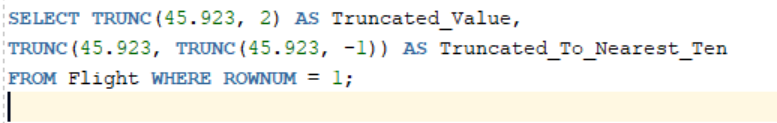 SELECT TRUNC(45.923, 2) AS Truncated_Value,
TRUNC(45.923, TRUNC(45.923, -1)) AS Truncated_To_Nearest_Ten
FROM Flight WHERE ROWNUM = 1;